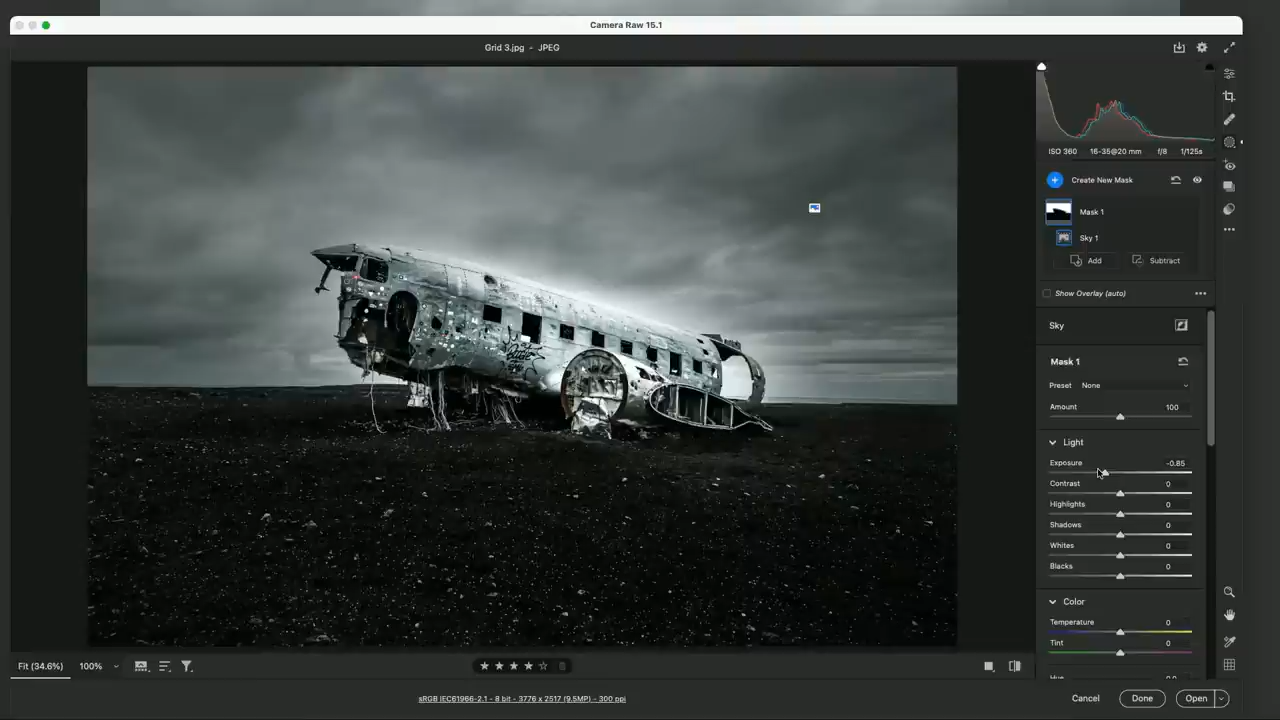 Camera Raw 15.1
Grid 3.jpg - JPEG
ISO 360 16-35@20 mm f/8 1/125s
Create New Mask
Mask 1
Sky 1
Add Subtract
Show Overlay (auto)
Sky
Mask 1
Preset None
Amount 100
Light
Exposure -0.85
Contrast 0
Highlights 0
Shadows 0
Whites 0
Blacks 0
Color
Temperature 0
Tint 0
Fit (34.6%) 100%
sRGB IEC61966-2.1 - 8 bit - 3776 x 2517 (9.5MP) - 300 ppi
Cancel Done Open